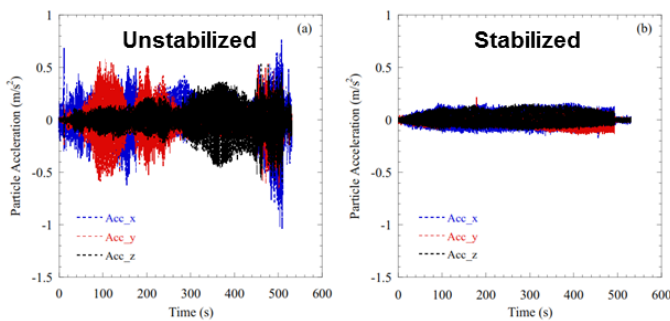 Unstabilized
(a)
Particle Acceleration (m/s²)
1
0.5
0
-0.5
-1
-1.5
Acc_x
Acc_y
Acc_z
0 100 200 300 400 500 600
Time (s)
Stabilized
(b)
Particle Acceleration (m/s²)
1
0.5
0
-0.5
-1
-1.5
Acc_x
Acc_y
Acc_z
0 100 200 300 400 500 600
Time (s)